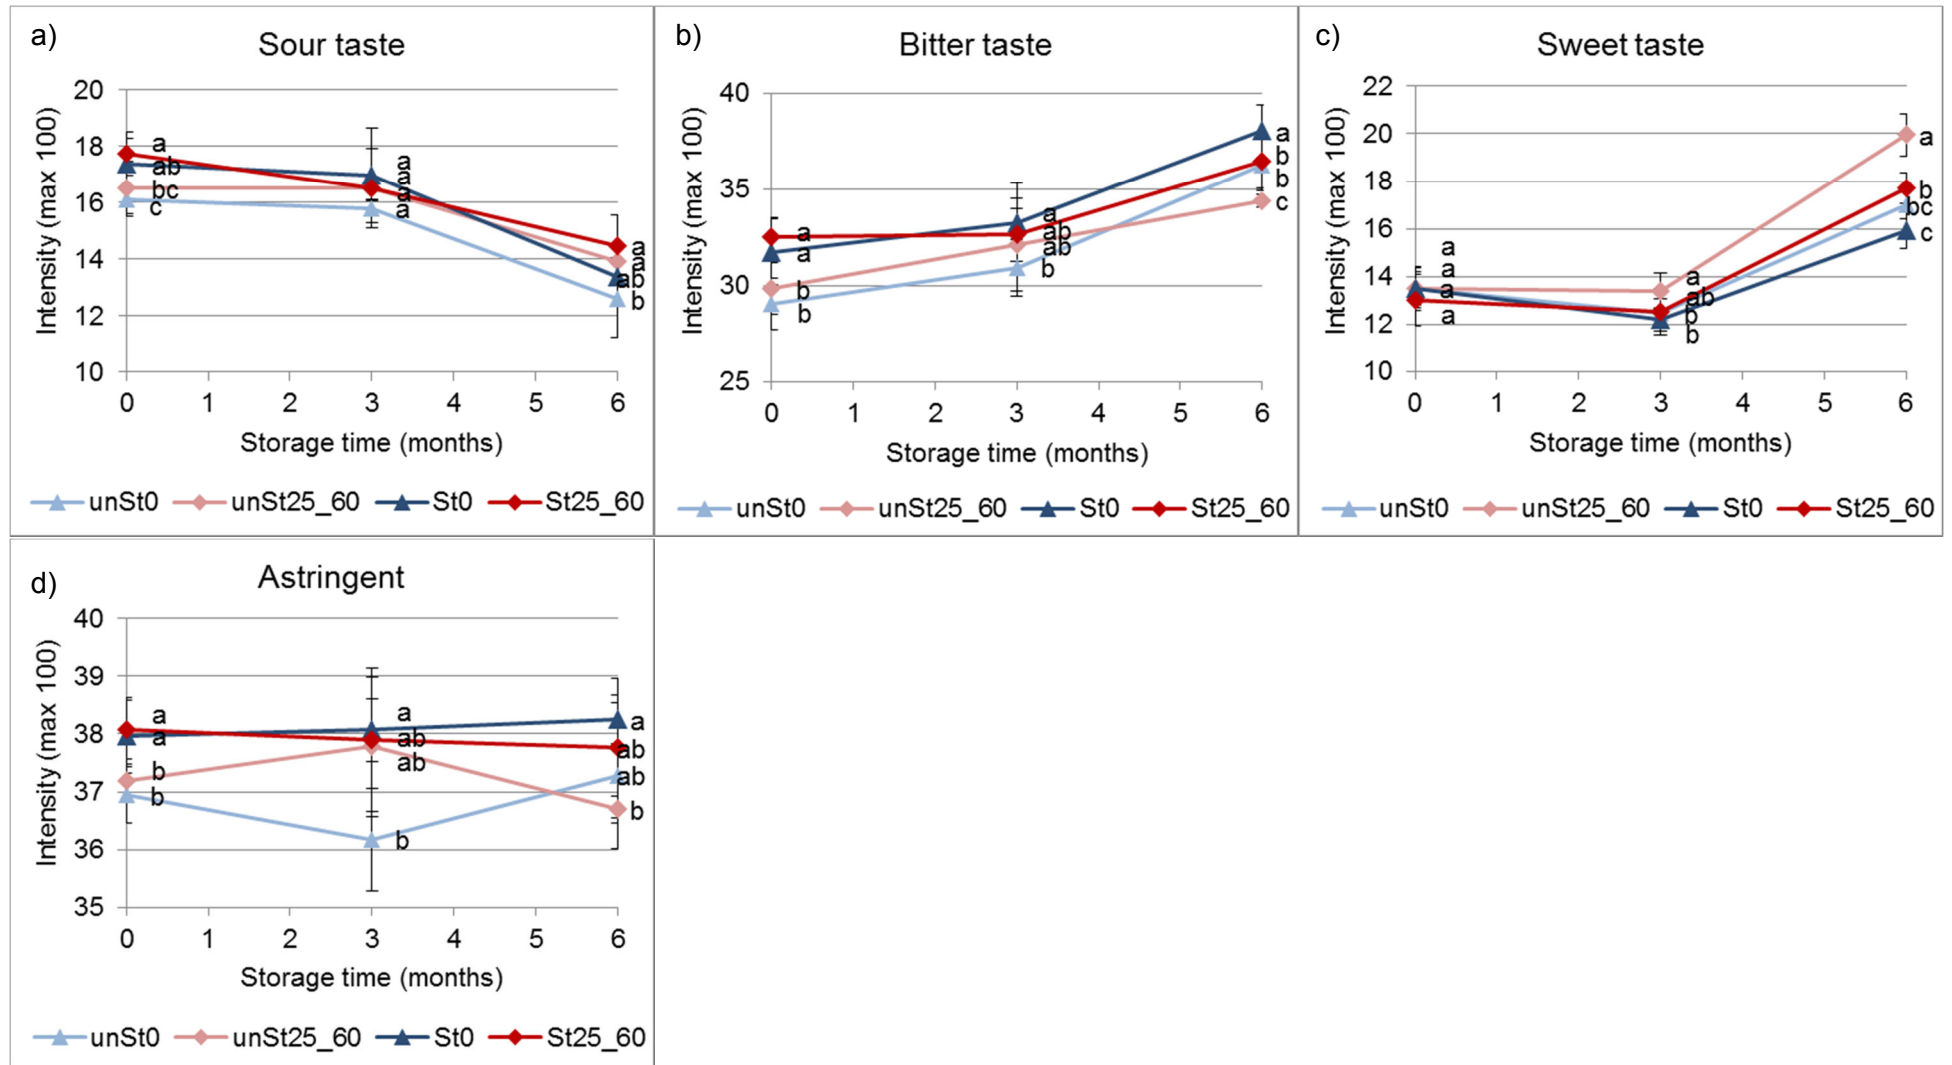 a)
Sour taste
Intensity (max 100)
20
18
16
14
12
10
a
ab
bc
c
a
a
a
a
a
a
ab
b
0 1 2 3 4 5 6
Storage time (months)
unSt0 unSt25_60 St0 St25_60
b)
Bitter taste
Intensity (max 100)
40
35
30
25
a
a
b
b
a
ab
ab
b
a
b
b
c
0 1 2 3 4 5 6
Storage time (months)
unSt0 unSt25_60 St0 St25_60
c)
Sweet taste
Intensity (max 100)
22
20
18
16
14
12
10
a
a
a
a
a
ab
b
b
a
b
bc
c
0 1 2 3 4 5 6
Storage time (months)
unSt0 unSt25_60 St0 St25_60
d)
Astringent
Intensity (max 100)
40
39
38
37
36
35
a
a
b
b
a
ab
ab
b
a
ab
ab
b
0 1 2 3 4 5 6
Storage time (months)
unSt0 unSt25_60 St0 St25_60